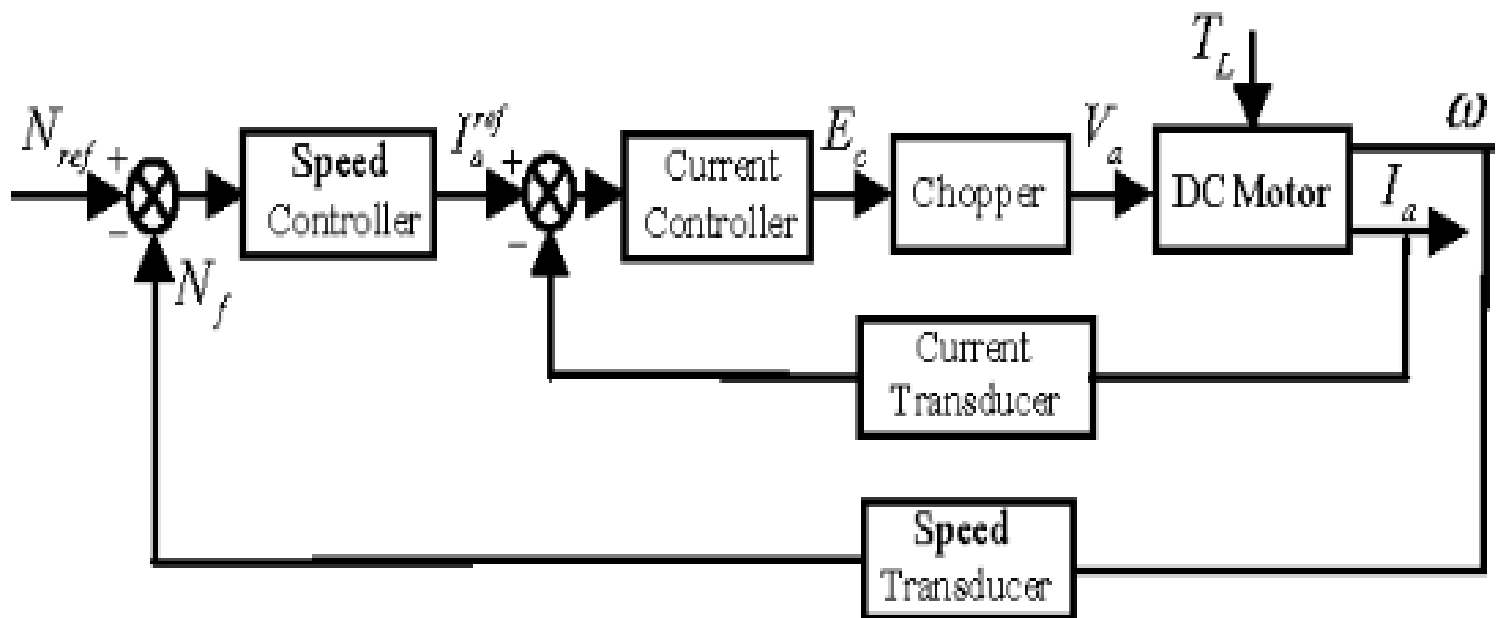 T_L
ω
N_ref
+
−
Speed
Controller
I_a^ref
+
−
Current
Controller
E_c
Chopper
V_a
DC Motor
I_a
N_f
Current
Transducer
Speed
Transducer